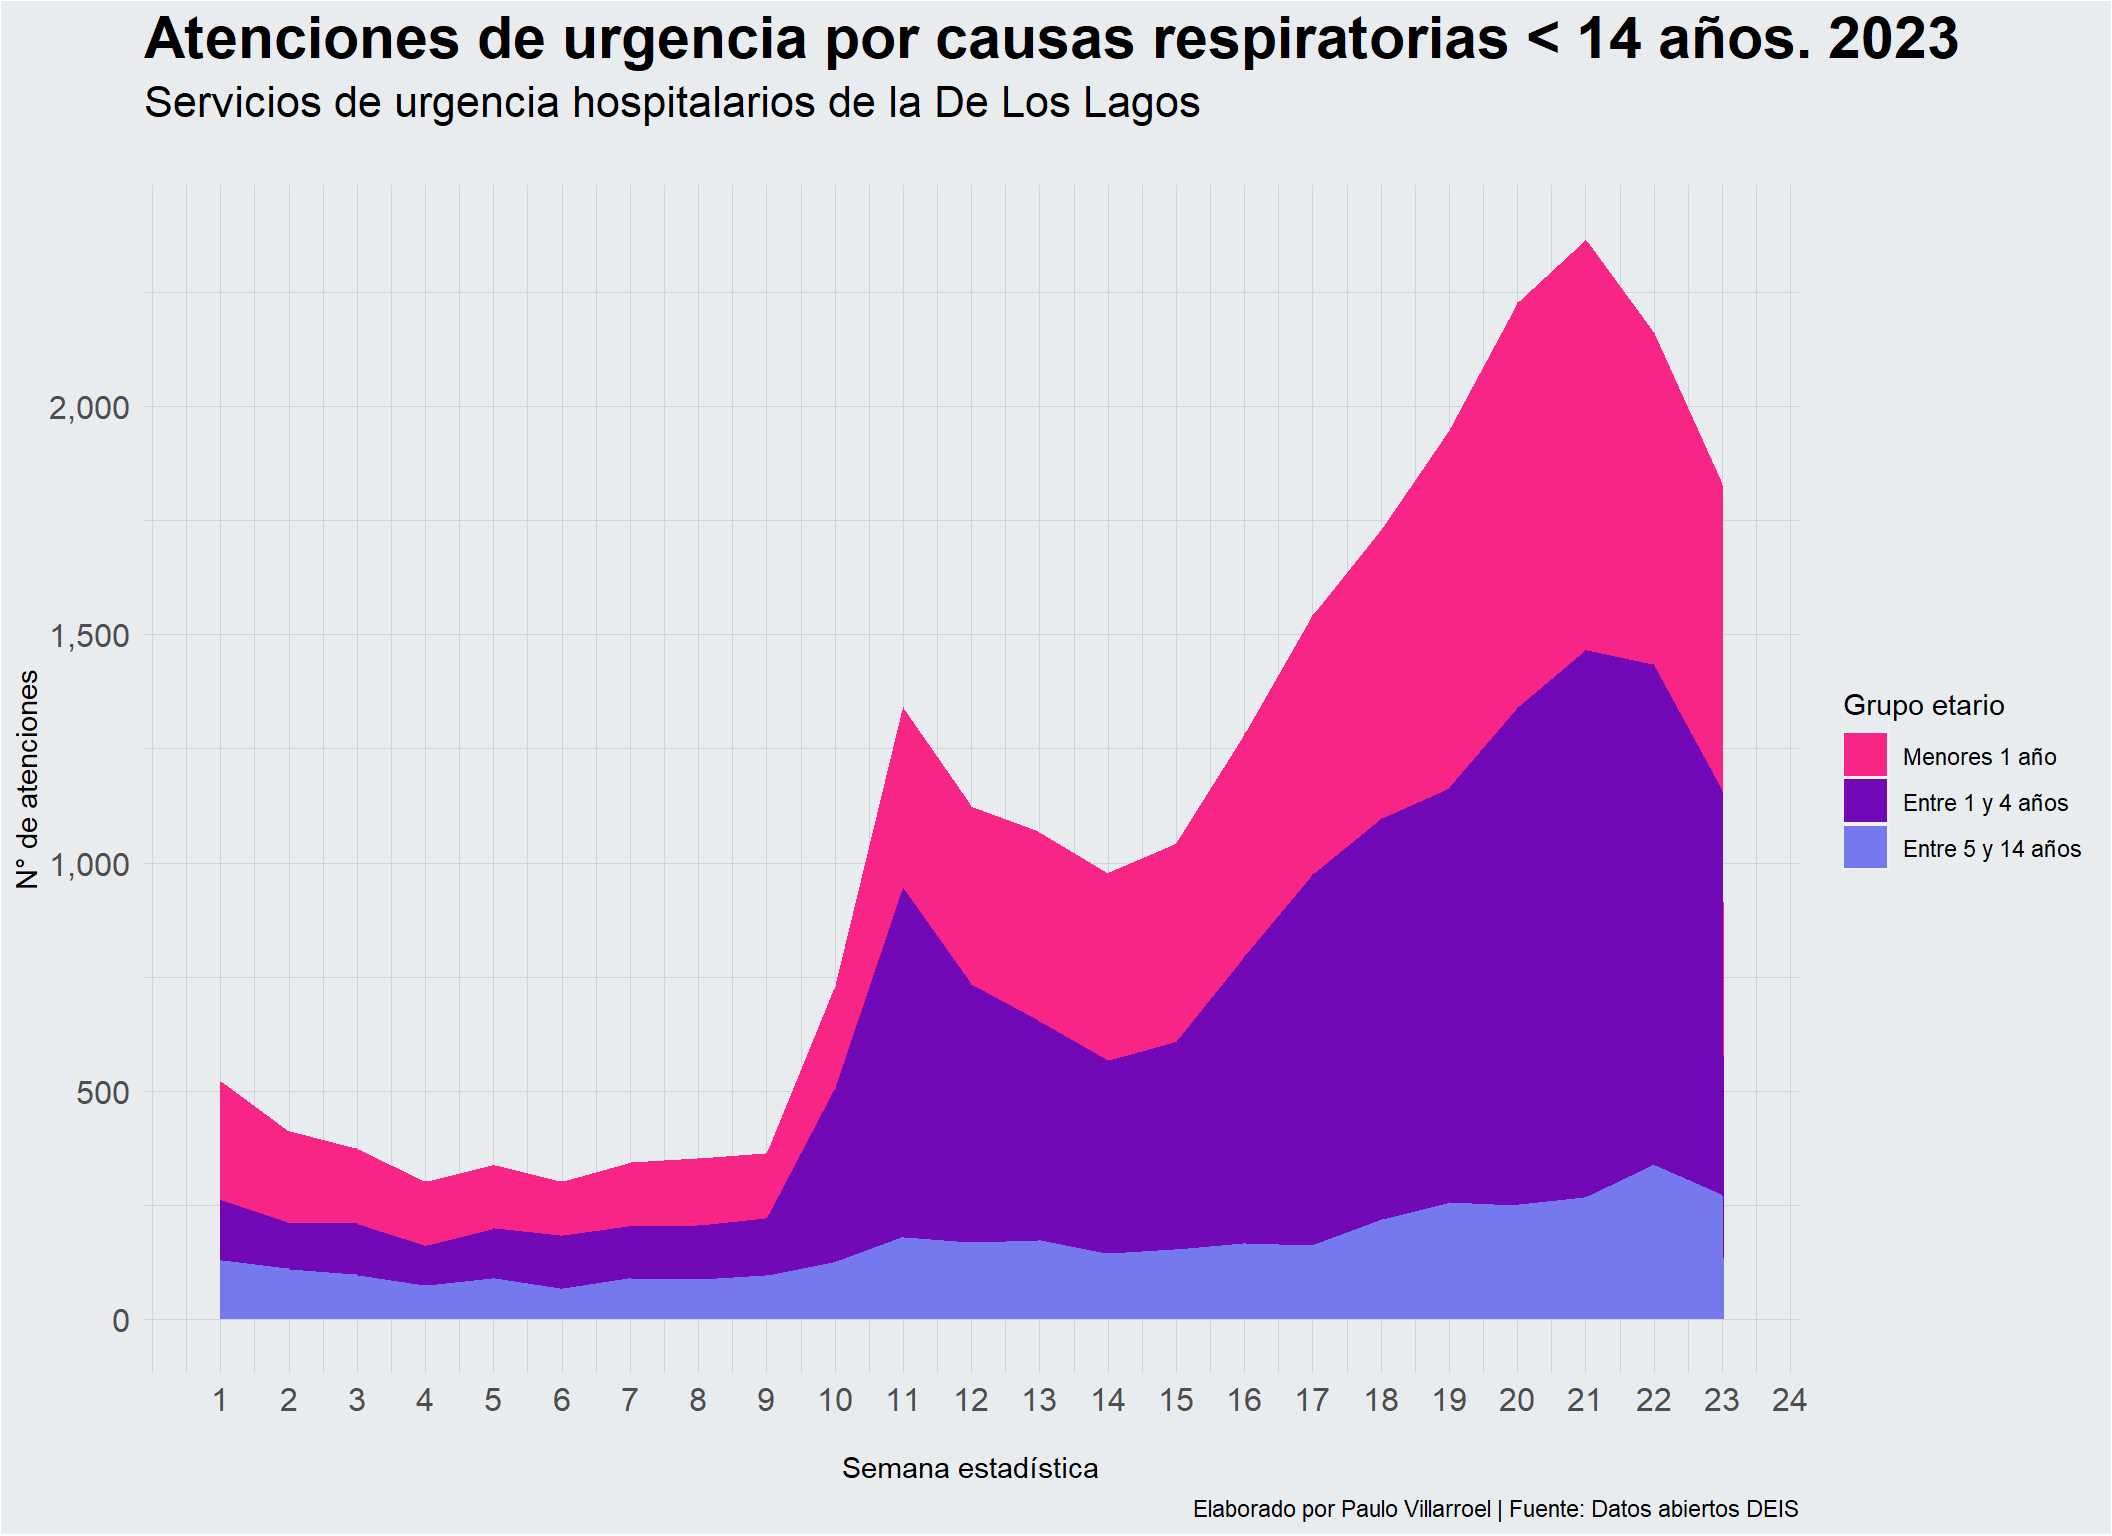 Atenciones de urgencia por causas respiratorias < 14 años. 2023
Servicios de urgencia hospitalarios de la De Los Lagos
N° de atenciones
2,000
1,500
1,000
500
0
1 2 3 4 5 6 7 8 9 10 11 12 13 14 15 16 17 18 19 20 21 22 23 24
Semana estadística
Grupo etario
Menores 1 año
Entre 1 y 4 años
Entre 5 y 14 años
Elaborado por Paulo Villarroel | Fuente: Datos abiertos DEIS